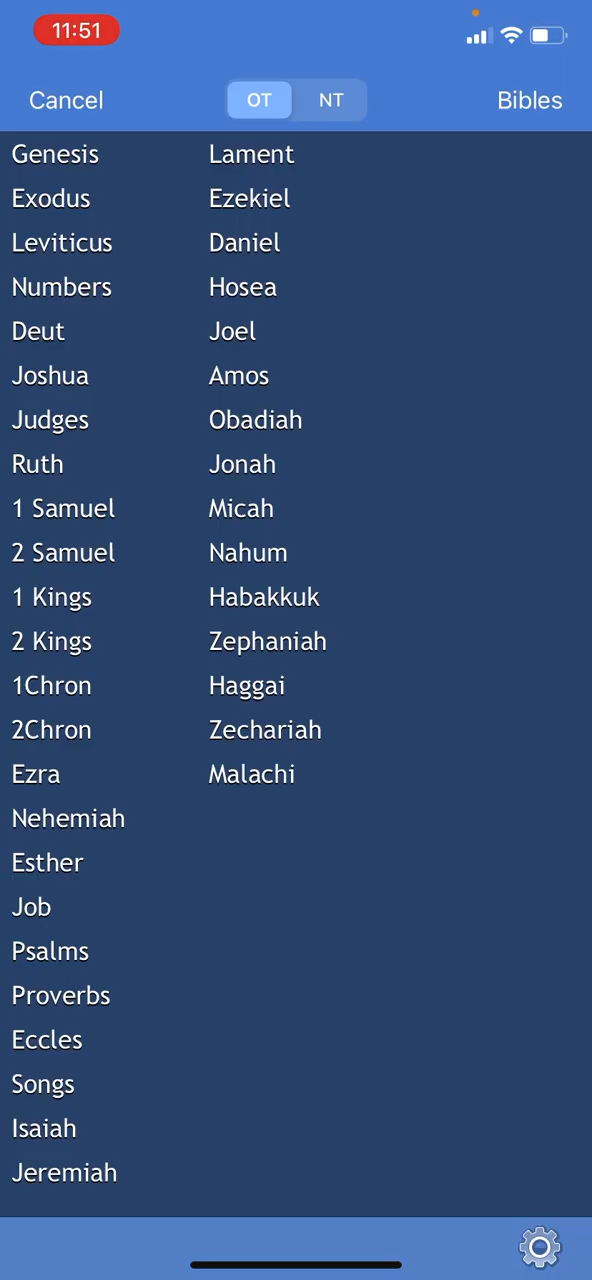 11:51
Cancel
OT
NT
Bibles
Genesis
Exodus
Leviticus
Numbers
Deut
Joshua
Judges
Ruth
1 Samuel
2 Samuel
1 Kings
2 Kings
1Chron
2Chron
Ezra
Nehemiah
Esther
Job
Psalms
Proverbs
Eccles
Songs
Isaiah
Jeremiah
Lament
Ezekiel
Daniel
Hosea
Joel
Amos
Obadiah
Jonah
Micah
Nahum
Habakkuk
Zephaniah
Haggai
Zechariah
Malachi